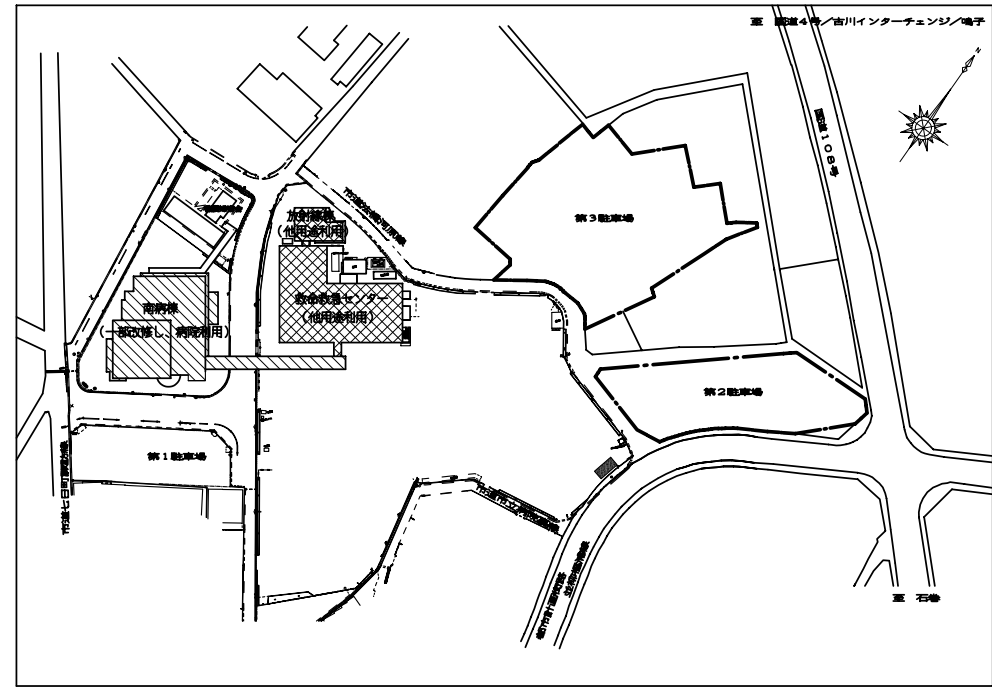 至　国道4号／古川インターチェンジ／鳴子
N
国道108号
第3駐車場
放射線棟
（他用途利用）
救命救急センター
（他用途利用）
南病棟
（一部改修し、病院利用）
第2駐車場
第1駐車場
至　石巻